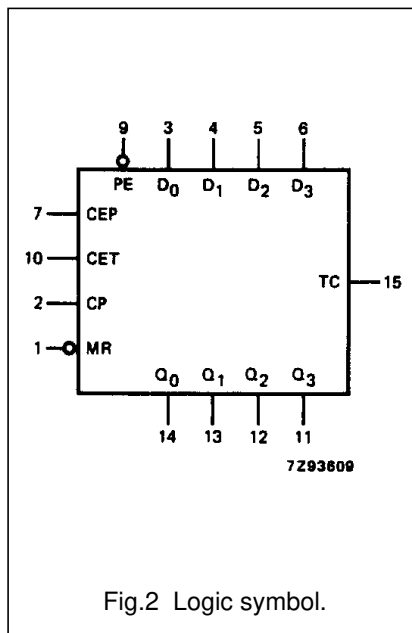 9 3 4 5 6
PE D0 D1 D2 D3
7 CEP
10 CET
TC 15
2 CP
1 MR
Q0 Q1 Q2 Q3
14 13 12 11
7Z93609
Fig.2 Logic symbol.